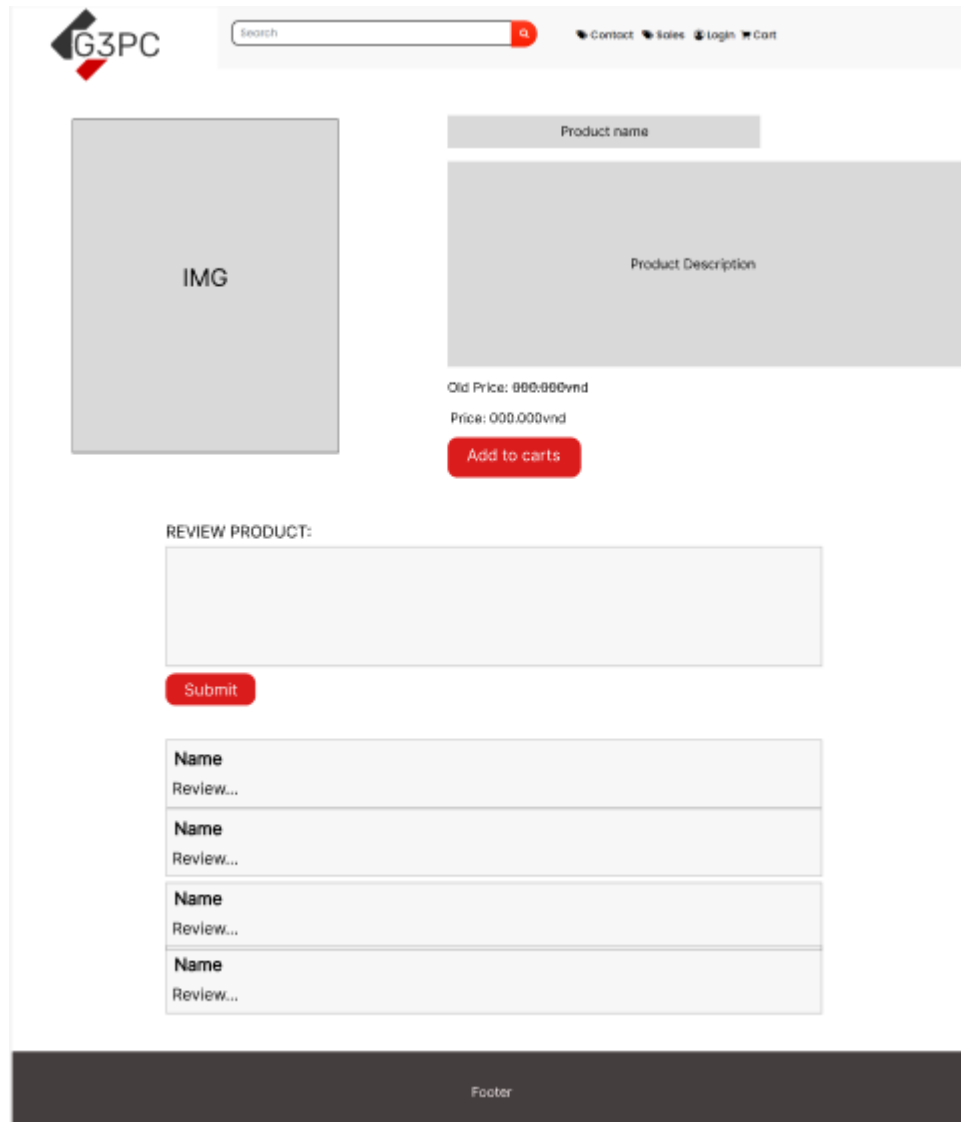 G3PC
Search
Contact Sales Login Cart
Product name
IMG
Product Description
Old Price: 000.000vnd
Price: 000.000vnd
Add to carts
REVIEW PRODUCT:
Submit
Name
Review...
Name
Review...
Name
Review...
Name
Review...
Footer